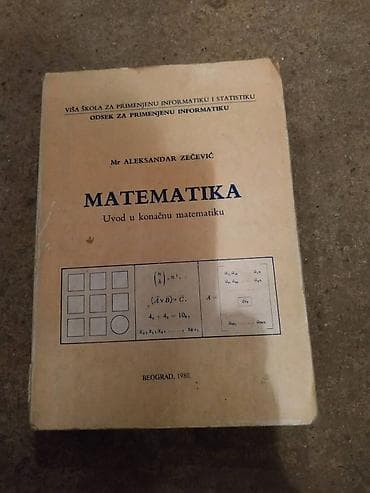 VIŠA ŠKOLA ZA PRIMENJENU INFORMATIKU I STATISTIKU
ODSEK ZA PRIMENJENU INFORMATIKU
Mr ALEKSANDAR ZEČEVIĆ
MATEMATIKA
Uvod u konačnu matematiku
BEOGRAD, 1980.